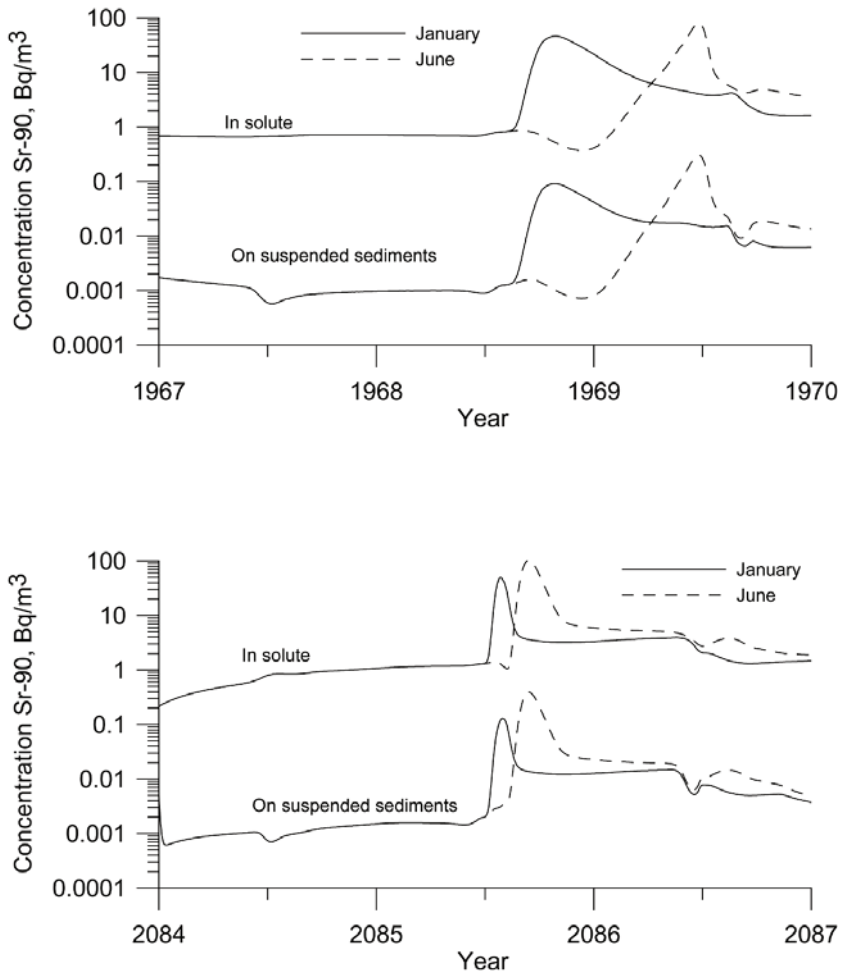 Concentration Sr-90, Bq/m3
100
10
1
0.1
0.01
0.001
0.0001
January
June
In solute
On suspended sediments
1967
1968
1969
1970
Year
Concentration Sr-90, Bq/m3
100
10
1
0.1
0.01
0.001
0.0001
January
June
In solute
On suspended sediments
2084
2085
2086
2087
Year